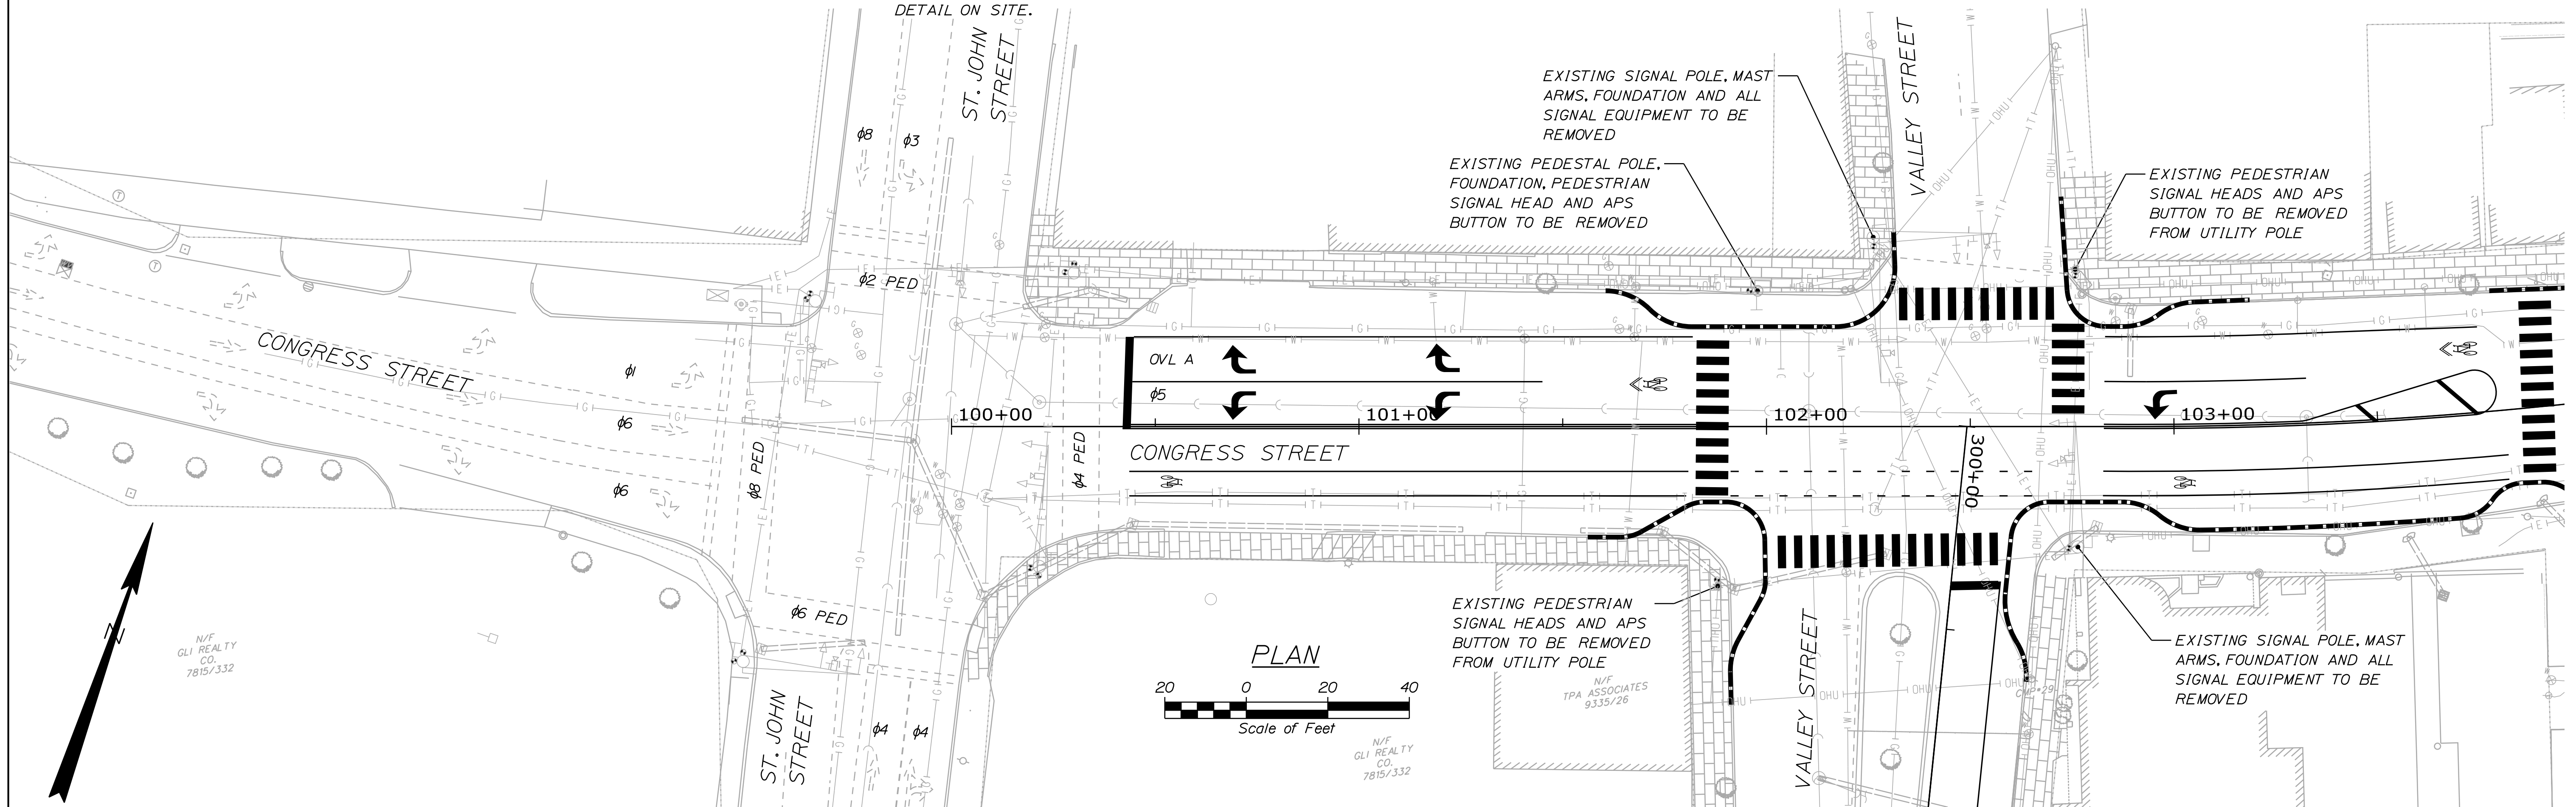 DETAIL ON SITE.
ST. JOHN
STREET
VALLEY STREET
EXISTING SIGNAL POLE, MAST
ARMS, FOUNDATION AND ALL
SIGNAL EQUIPMENT TO BE
REMOVED
EXISTING PEDESTAL POLE,
FOUNDATION, PEDESTRIAN
SIGNAL HEAD AND APS
BUTTON TO BE REMOVED
EXISTING PEDESTRIAN
SIGNAL HEADS AND APS
BUTTON TO BE REMOVED
FROM UTILITY POLE
ϕ8
ϕ3
ϕ2 PED
CONGRESS STREET
ϕ1
ϕ6
ϕ6
ϕ8 PED
ϕ4 PED
OVL A
ϕ5
100+00
101+00
102+00
103+00
300+00
CONGRESS STREET
ϕ6 PED
N/F
GLI REALTY
CO.
7815/332
N
ST. JOHN
STREET
ϕ4
ϕ4
PLAN
20 0 20 40
Scale of Feet
EXISTING PEDESTRIAN
SIGNAL HEADS AND APS
BUTTON TO BE REMOVED
FROM UTILITY POLE
N/F
TPA ASSOCIATES
9335/26
N/F
GLI REALTY
CO.
7815/332
VALLEY STREET
EXISTING SIGNAL POLE, MAST
ARMS, FOUNDATION AND ALL
SIGNAL EQUIPMENT TO BE
REMOVED